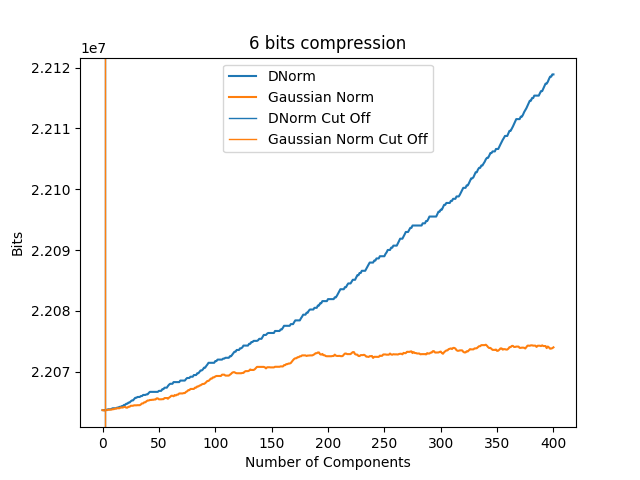 6 bits compression
1e7
2.212
2.211
2.210
2.209
2.208
2.207
Bits
DNorm
Gaussian Norm
DNorm Cut Off
Gaussian Norm Cut Off
0 50 100 150 200 250 300 350 400
Number of Components